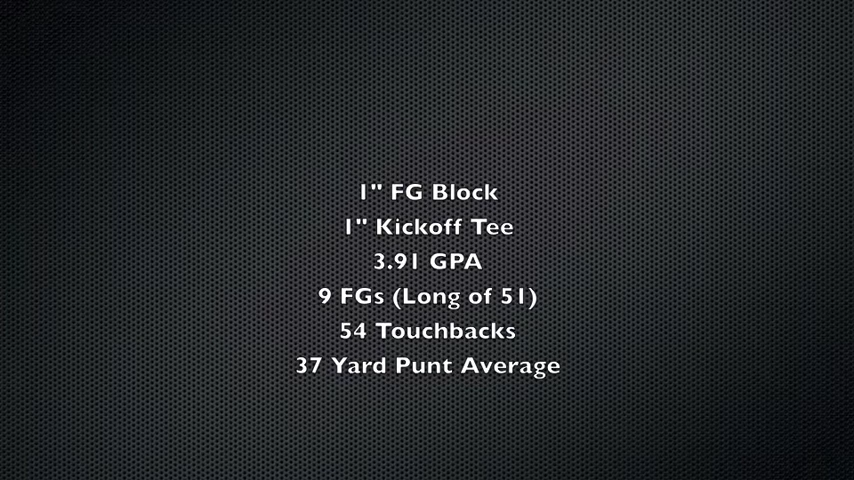 1" FG Block
1" Kickoff Tee
3.91 GPA
9 FGs (Long of 51)
54 Touchbacks
37 Yard Punt Average